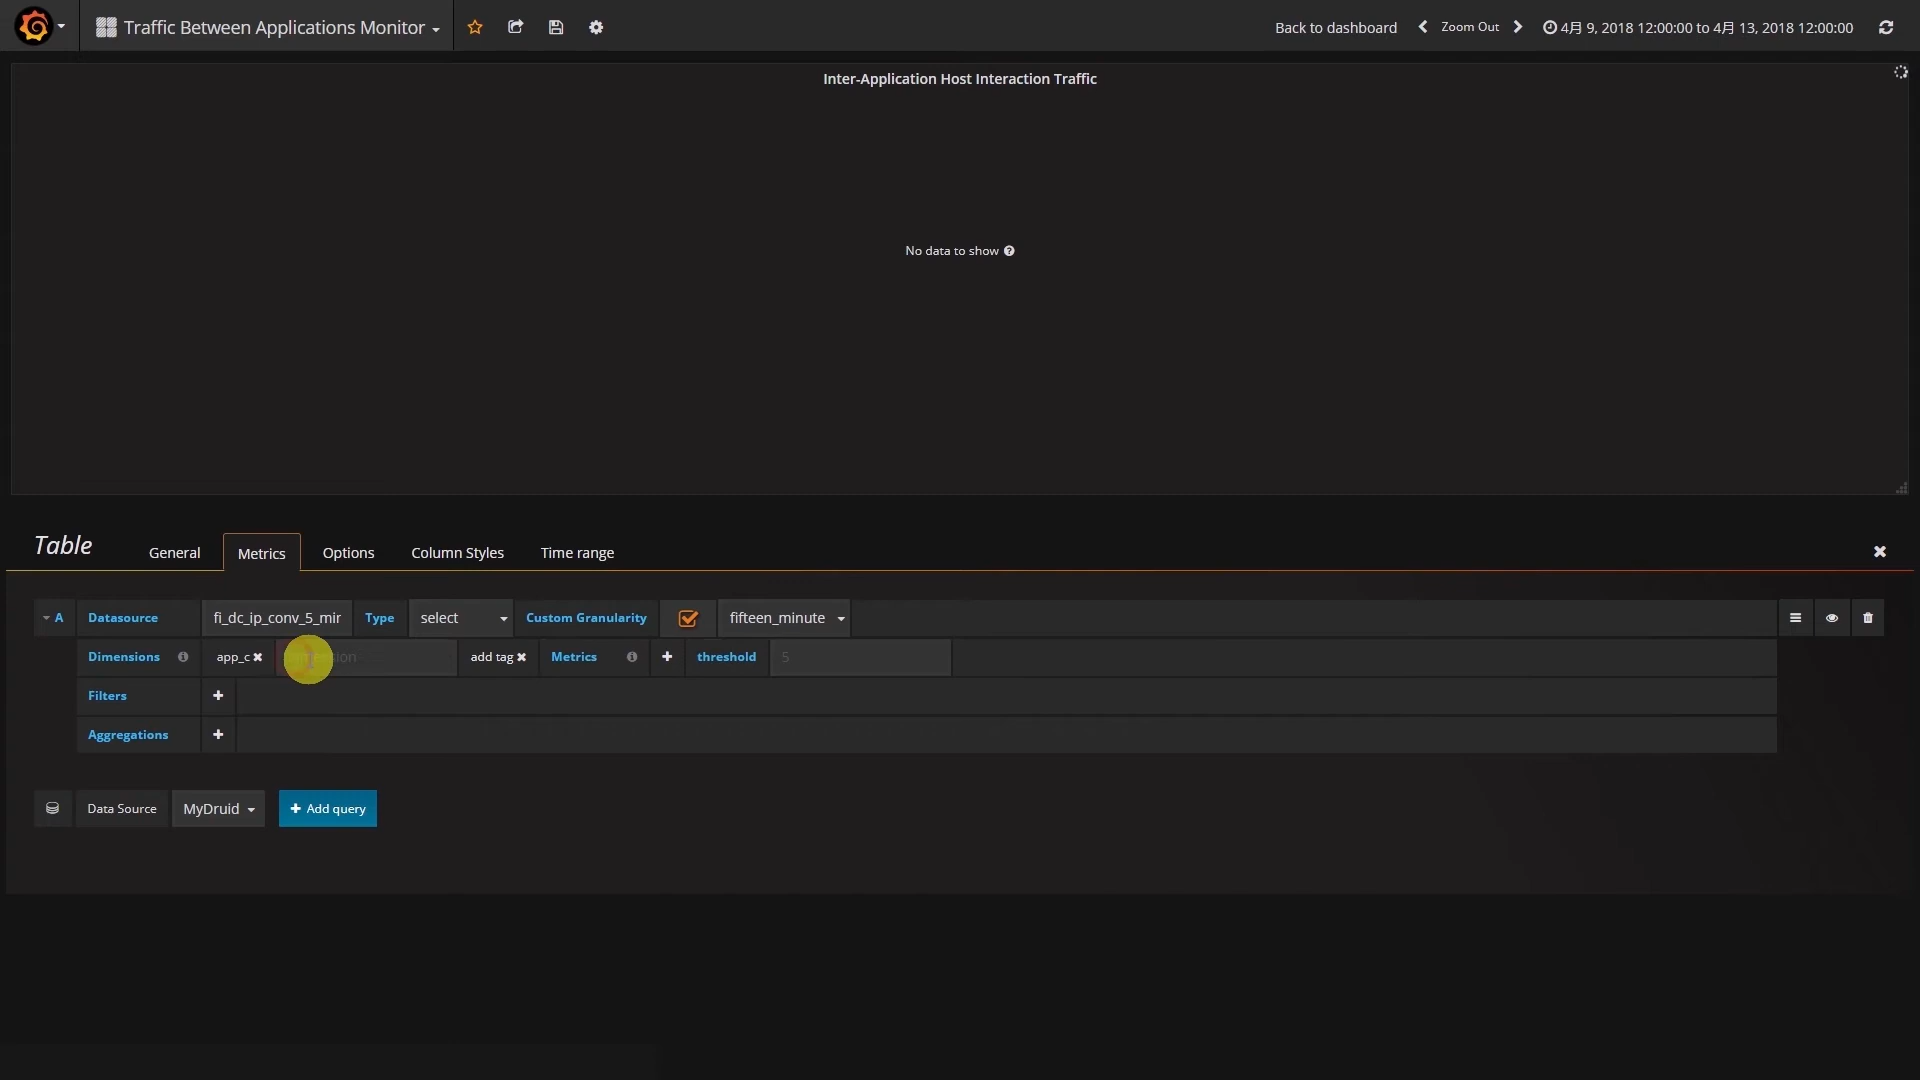 Traffic Between Applications Monitor
Back to dashboard Zoom Out 4月 9, 2018 12:00:00 to 4月 13, 2018 12:00:00
Inter-Application Host Interaction Traffic
No data to show
Table General Metrics Options Column Styles Time range
A Datasource fi_dc_ip_conv_5_mir Type select Custom Granularity fifteen_minute
Dimensions app_c add tag Metrics threshold 5
Filters
Aggregations
Data Source MyDruid Add query